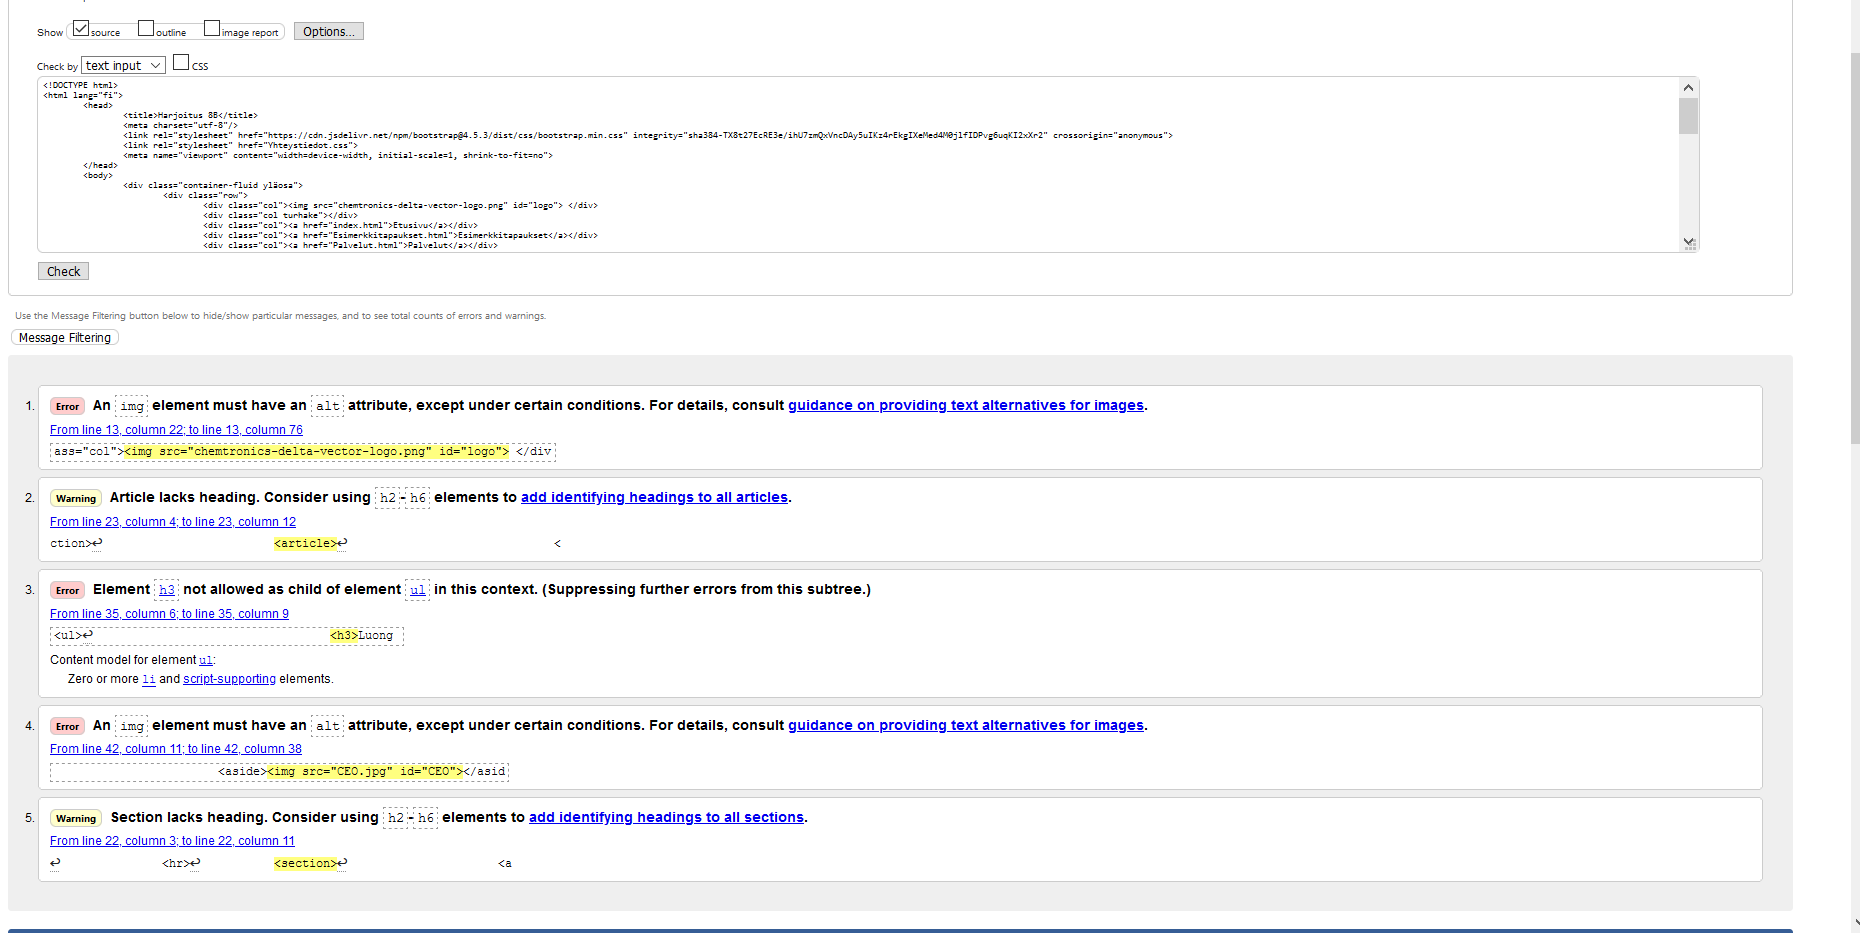 Show source outline image report Options...
Check by text input CSS
<!DOCTYPE html>
<html lang="fi">
<head>
<title>Harjoitus 8B</title>
<meta charset="utf-8"/>
<link rel="stylesheet" href="https://cdn.jsdelivr.net/npm/bootstrap@4.5.3/dist/css/bootstrap.min.css" integrity="sha384-TX8t27EcRE3e/ihU7zmQxVncDAy5uIKz4rEkgIXeMed4M0jlfIDPvg6uqKI2xXr2" crossorigin="anonymous">
<link rel="stylesheet" href="Yhteystiedot.css">
<meta name="viewport" content="width=device-width, initial-scale=1, shrink-to-fit=no">
</head>
<body>
<div class="container-fluid yläosa">
<div class="row">
<div class="col"><img src="chemtronics-delta-vector-logo.png" id="logo"> </div>
<div class="col turhake"></div>
<div class="col"><a href="index.html">Etusivu</a></div>
<div class="col"><a href="Esimerkkitapaukset.html">Esimerkkitapaukset</a></div>
<div class="col"><a href="Palvelut.html">Palvelut</a></div>
Check
Use the Message Filtering button below to hide/show particular messages, and to see total counts of errors and warnings.
Message Filtering
1. Error An img element must have an alt attribute, except under certain conditions. For details, consult guidance on providing text alternatives for images.
From line 13, column 22; to line 13, column 76
ass="col"><img src="chemtronics-delta-vector-logo.png" id="logo"> </div
2. Warning Article lacks heading. Consider using h2-h6 elements to add identifying headings to all articles.
From line 23, column 4; to line 23, column 12
ction>↩ <article>↩ <
3. Error Element h3 not allowed as child of element ul in this context. (Suppressing further errors from this subtree.)
From line 35, column 6; to line 35, column 9
<ul>↩ <h3>Luong
Content model for element ul:
Zero or more li and script-supporting elements.
4. Error An img element must have an alt attribute, except under certain conditions. For details, consult guidance on providing text alternatives for images.
From line 42, column 11; to line 42, column 38
<aside><img src="CEO.jpg" id="CEO"></asid
5. Warning Section lacks heading. Consider using h2-h6 elements to add identifying headings to all sections.
From line 22, column 3; to line 22, column 11
↩ <hr>↩ <section>↩ <a